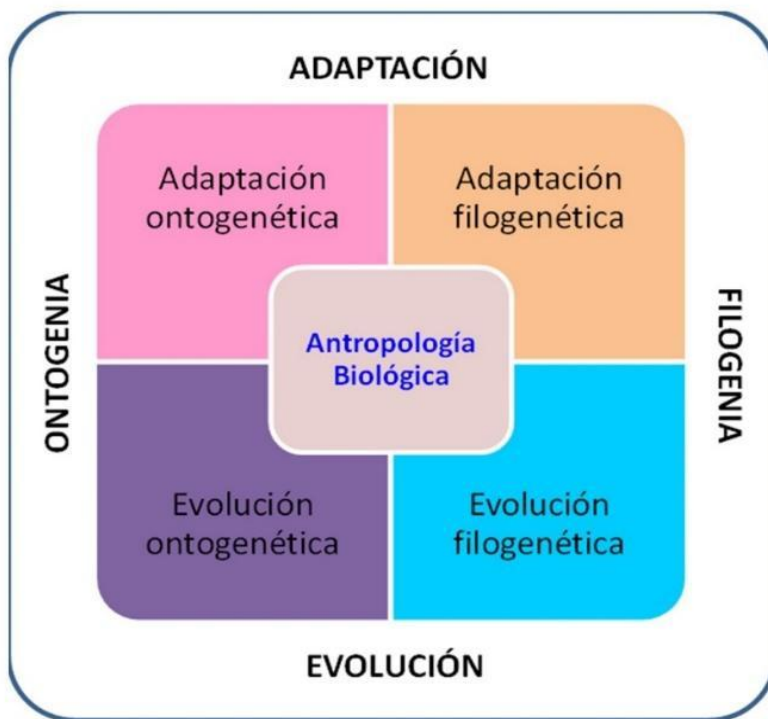 ADAPTACIÓN
Adaptación
ontogenética
Adaptación
filogenética
ONTOGENIA
Antropología
Biológica
FILOGENIA
Evolución
ontogenética
Evolución
filogenética
EVOLUCIÓN